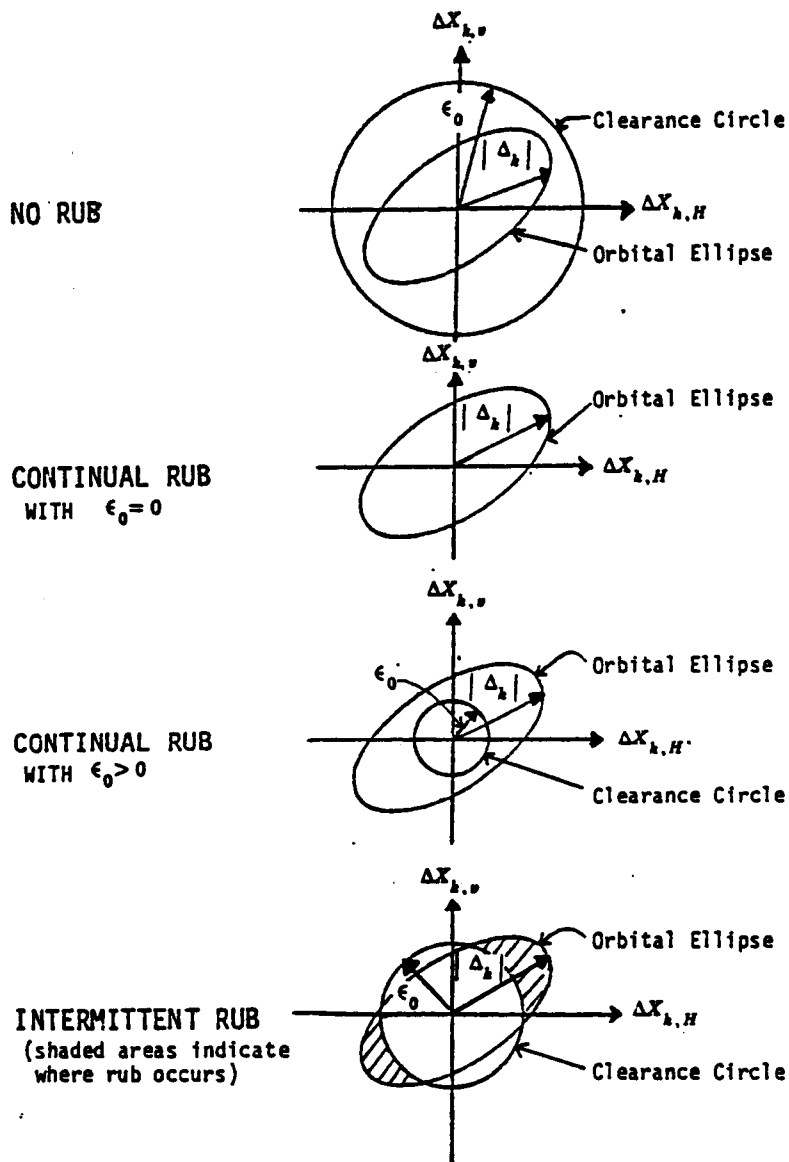 ΔX_{k,v}
ϵ_0
Clearance Circle
|Δ_k|
NO RUB
ΔX_{k,H}
Orbital Ellipse
ΔX_{k,v}
Orbital Ellipse
|Δ_k|
CONTINUAL RUB
WITH ϵ_0=0
ΔX_{k,H}
ΔX_{k,v}
Orbital Ellipse
ϵ_0
|Δ_k|
CONTINUAL RUB
WITH ϵ_0>0
ΔX_{k,H}
Clearance Circle
ΔX_{k,v}
Orbital Ellipse
|Δ_k|
ϵ_0
INTERMITTENT RUB
(shaded areas indicate
where rub occurs)
ΔX_{k,H}
Clearance Circle